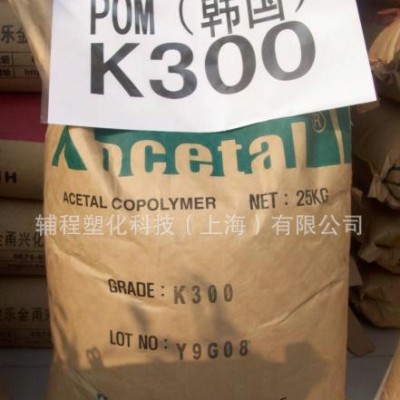 POM（韩国）
K300
Kocetal®
ACETAL COPOLYMER NET: 25KG
辅程塑化科技（上海）有限公司
GRADE: K300
LOT NO: Y9G08